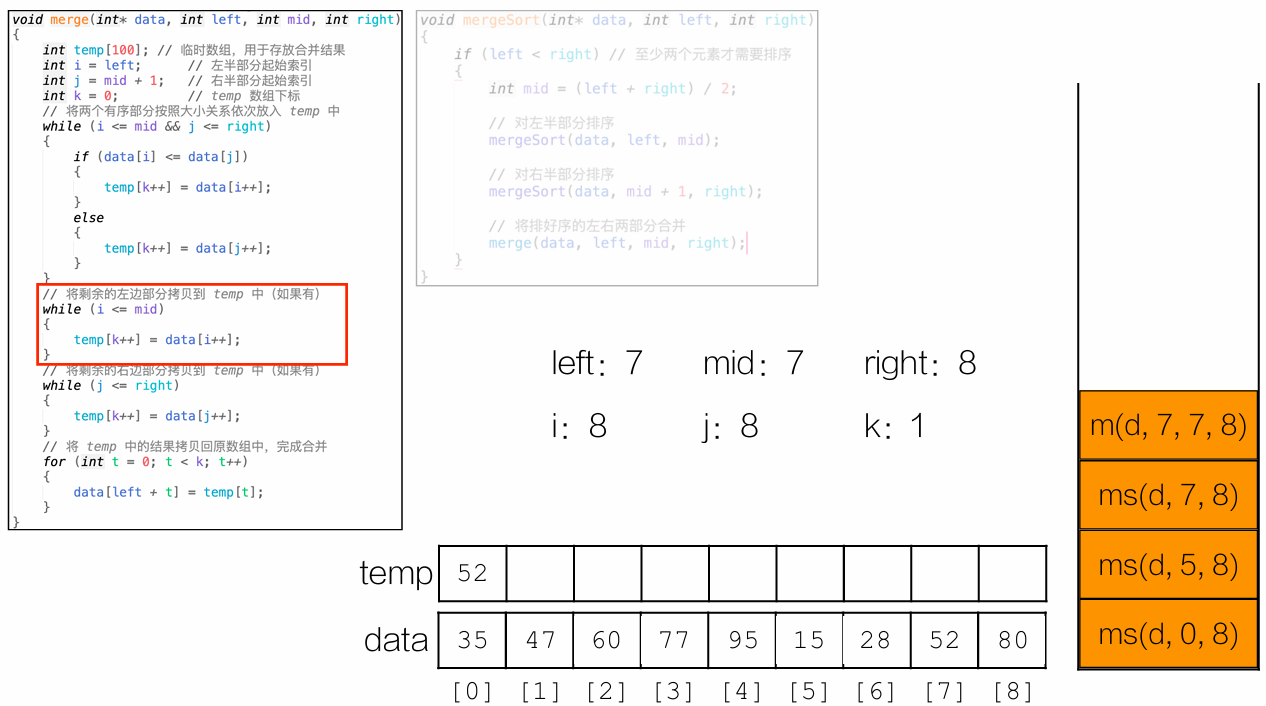 void merge(int* data, int left, int mid, int right)
{
    int temp[100]; // 临时数组，用于存放合并结果
    int i = left;      // 左半部分起始索引
    int j = mid + 1;   // 右半部分起始索引
    int k = 0;         // temp 数组下标
    // 将两个有序部分按照大小关系依次放入 temp 中
    while (i <= mid && j <= right)
    {
        if (data[i] <= data[j])
        {
            temp[k++] = data[i++];
        }
        else
        {
            temp[k++] = data[j++];
        }
    }
    // 将剩余的左边部分拷贝到 temp 中（如果有）
    while (i <= mid)
    {
        temp[k++] = data[i++];
    }
    // 将剩余的右边部分拷贝到 temp 中（如果有）
    while (j <= right)
    {
        temp[k++] = data[j++];
    }
    // 将 temp 中的结果拷贝回原数组中，完成合并
    for (int t = 0; t < k; t++)
    {
        data[left + t] = temp[t];
    }
}
void mergeSort(int* data, int left, int right)
{
    if (left < right) // 至少两个元素才需要排序
    {
        int mid = (left + right) / 2;
        // 对左半部分排序
        mergeSort(data, left, mid);
        // 对右半部分排序
        mergeSort(data, mid + 1, right);
        // 将排好序的左右两部分合并
        merge(data, left, mid, right);
    }
}
left: 7 mid: 7 right: 8
i: 8 j: 8 k: 1
m(d, 7, 7, 8)
ms(d, 7, 8)
ms(d, 5, 8)
ms(d, 0, 8)
temp 52
data 35 47 60 77 95 15 28 52 80
[0] [1] [2] [3] [4] [5] [6] [7] [8]